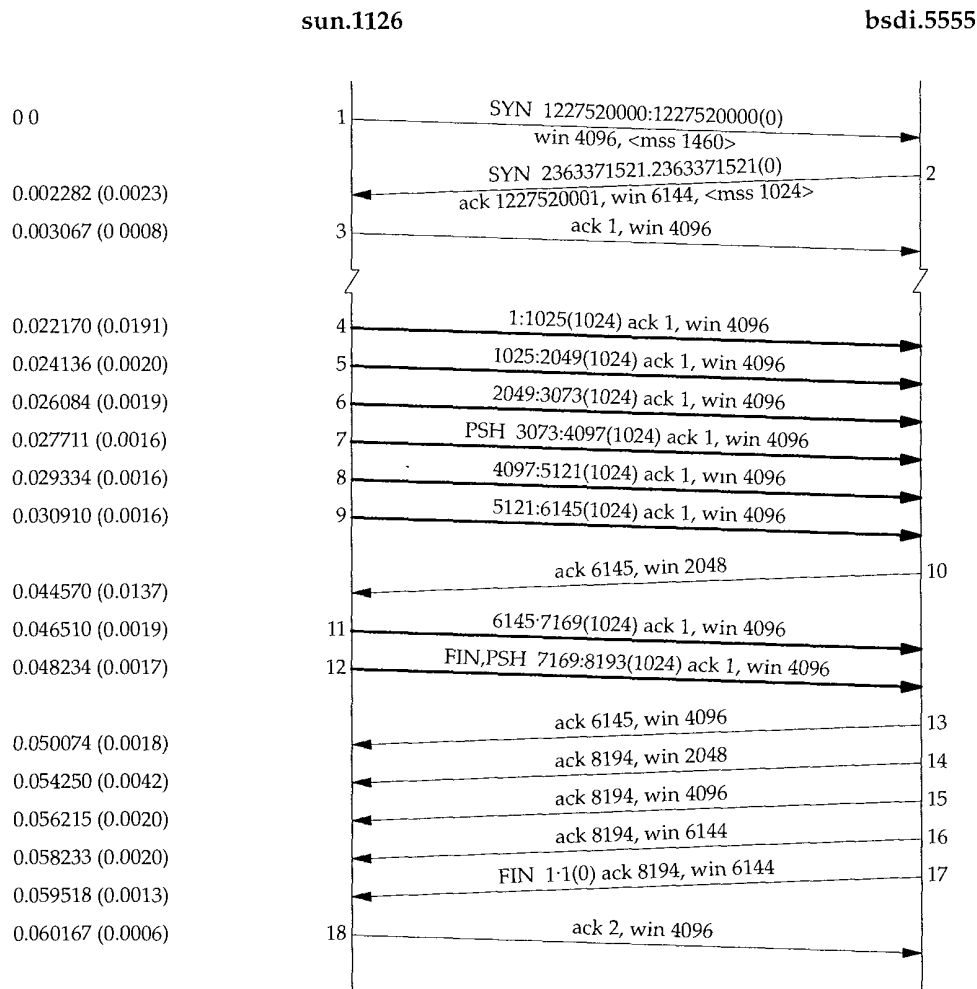 sun.1126 bsdi.5555
0 0 1 SYN 1227520000:1227520000(0)
win 4096, <mss 1460>
SYN 2363371521.2363371521(0) 2
0.002282 (0.0023) ack 1227520001, win 6144, <mss 1024>
0.003067 (0 0008) 3 ack 1, win 4096
0.022170 (0.0191) 4 1:1025(1024) ack 1, win 4096
0.024136 (0.0020) 5 1025:2049(1024) ack 1, win 4096
0.026084 (0.0019) 6 2049:3073(1024) ack 1, win 4096
0.027711 (0.0016) 7 PSH 3073:4097(1024) ack 1, win 4096
0.029334 (0.0016) 8 4097:5121(1024) ack 1, win 4096
0.030910 (0.0016) 9 5121:6145(1024) ack 1, win 4096
ack 6145, win 2048 10
0.044570 (0.0137)
0.046510 (0.0019) 11 6145·7169(1024) ack 1, win 4096
0.048234 (0.0017) 12 FIN,PSH 7169:8193(1024) ack 1, win 4096
ack 6145, win 4096 13
0.050074 (0.0018)
ack 8194, win 2048 14
0.054250 (0.0042)
ack 8194, win 4096 15
0.056215 (0.0020)
ack 8194, win 6144 16
0.058233 (0.0020)
FIN 1·1(0) ack 8194, win 6144 17
0.059518 (0.0013)
0.060167 (0.0006) 18 ack 2, win 4096